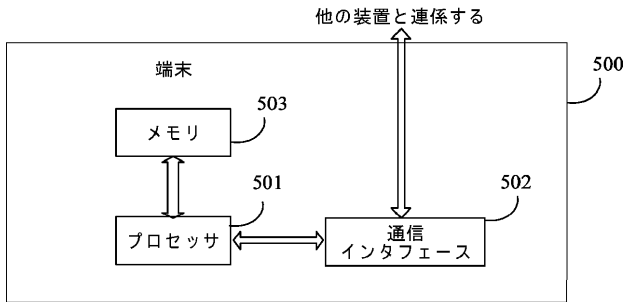 他の装置と連係する
500
端末
503
メモリ
501
プロセッサ
502
通信
インタフェース